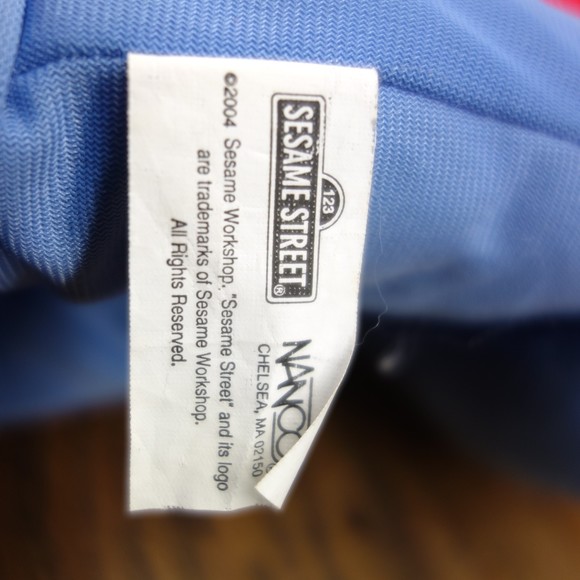 123
SESAME STREET®
NANCO
CHELSEA, MA 02150
©2004 Sesame Workshop. "Sesame Street" and its logo
are trademarks of Sesame Workshop.
All Rights Reserved.